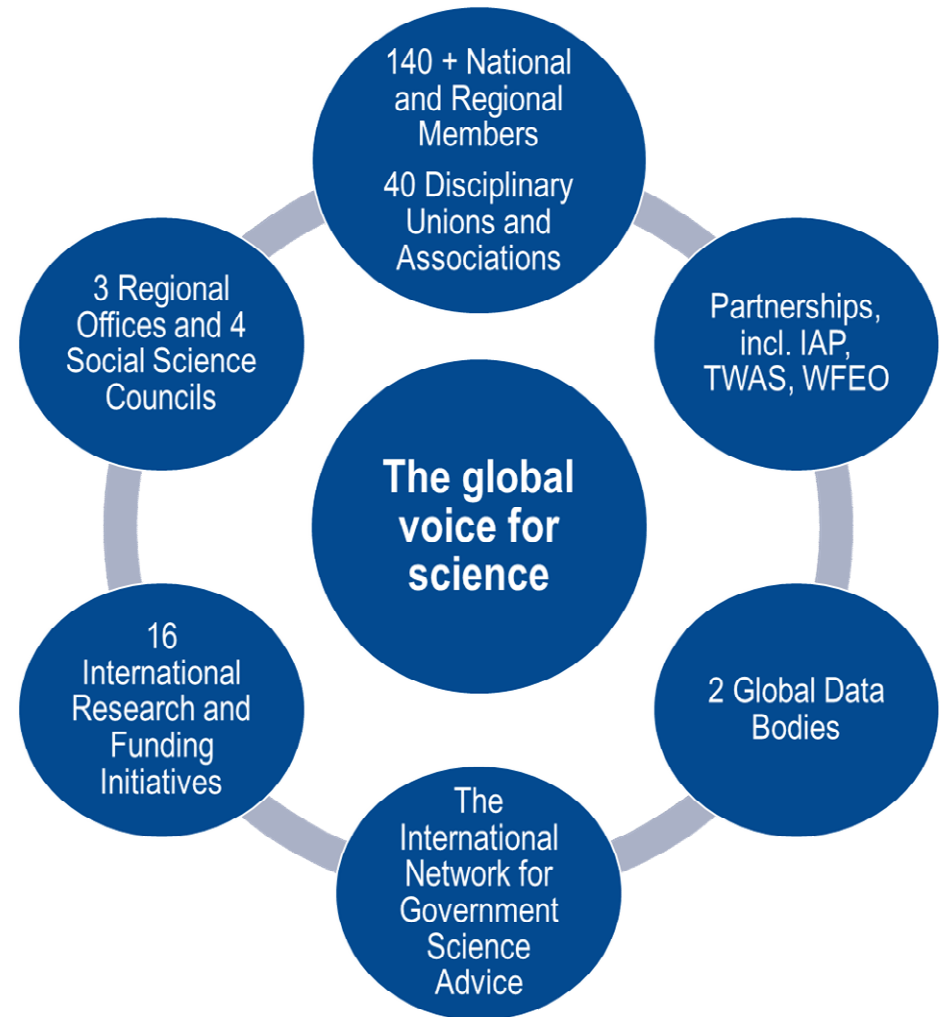 140 + National
and Regional
Members
40 Disciplinary
Unions and
Associations
Partnerships,
incl. IAP,
TWAS, WFEO
2 Global Data
Bodies
The
International
Network for
Government
Science
Advice
16
International
Research and
Funding
Initiatives
3 Regional
Offices and 4
Social Science
Councils
The global
voice for
science